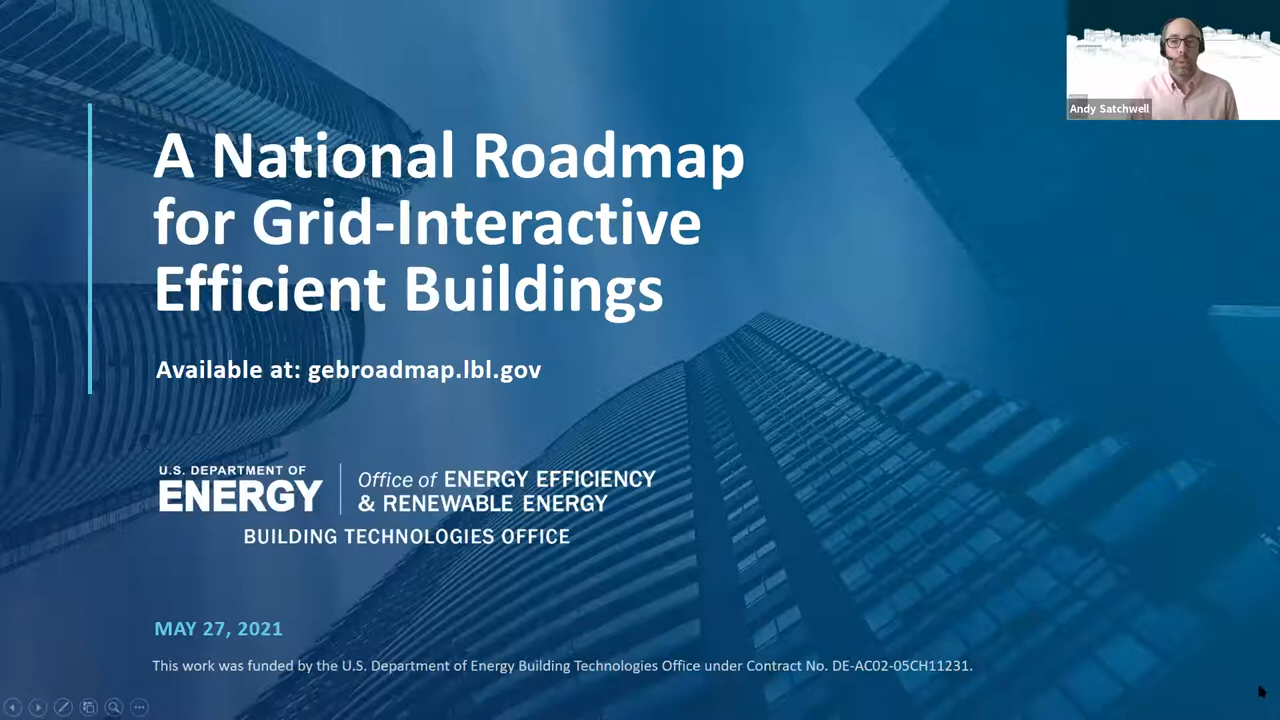 Andy Satchwell
A National Roadmap
for Grid-Interactive
Efficient Buildings
Available at: gebroadmap.lbl.gov
U.S. DEPARTMENT OF
ENERGY
Office of ENERGY EFFICIENCY
& RENEWABLE ENERGY
BUILDING TECHNOLOGIES OFFICE
MAY 27, 2021
This work was funded by the U.S. Department of Energy Building Technologies Office under Contract No. DE-AC02-05CH11231.